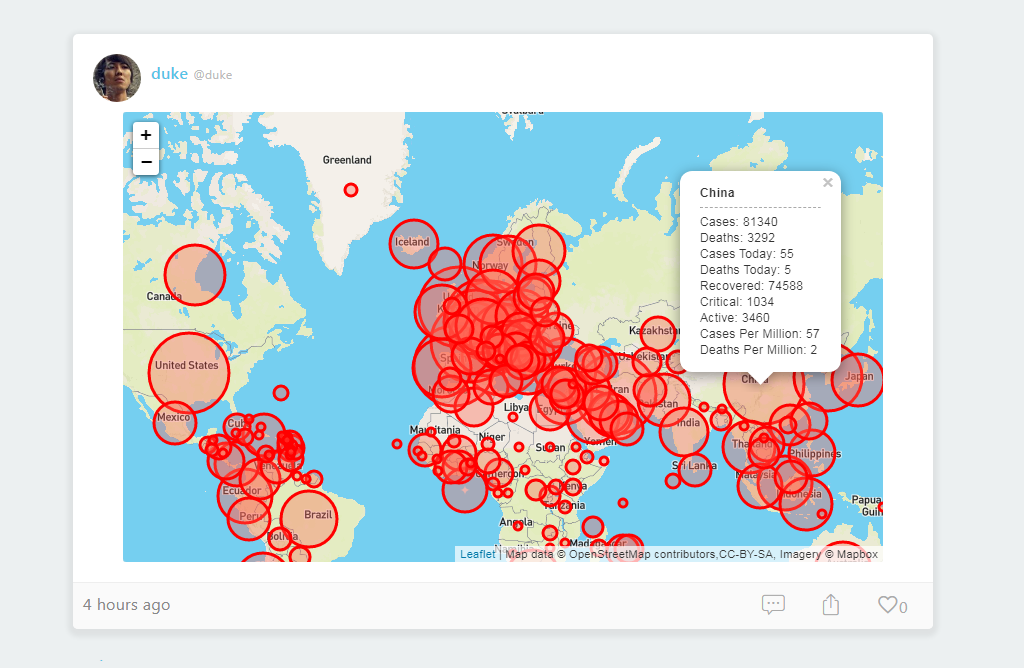 duke @duke
+
−
Greenland
Iceland
Sweden
Norway
Canada
United States
Mexico
Cuba
Venezuela
Ecuador
Peru
Brazil
Bolivia
Kazakhstan
Uzbekistan
Libya
Egypt
Iran
Pakistan
India
Mauritania
Niger
Sudan
Yemen
Cameroon
Kenya
Tanzania
Angola
Madagascar
Sri Lanka
Thailand
Philippines
Malaysia
Indonesia
Papua
Guin
China
Japan
×
China
Cases: 81340
Deaths: 3292
Cases Today: 55
Deaths Today: 5
Recovered: 74588
Critical: 1034
Active: 3460
Cases Per Million: 57
Deaths Per Million: 2
Leaflet | Map data © OpenStreetMap contributors,CC-BY-SA, Imagery © Mapbox
4 hours ago
0